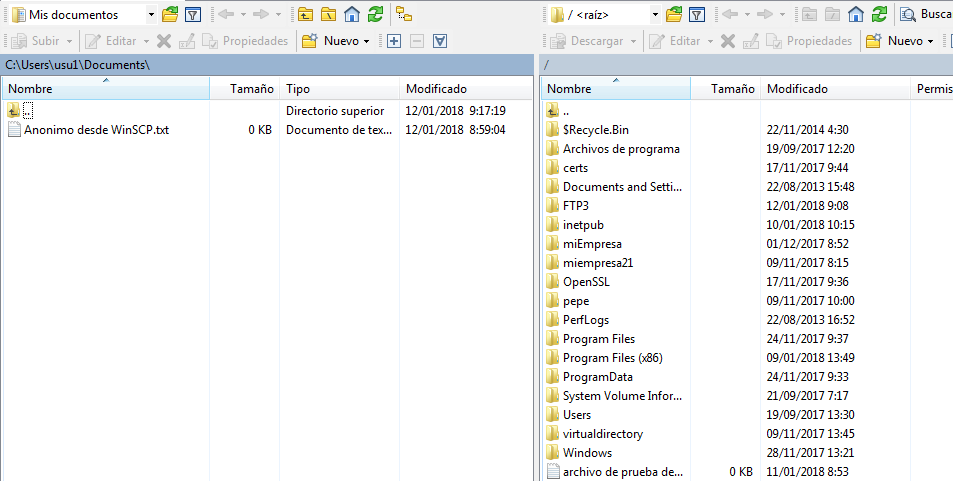 Mis documentos
Subir Editar Propiedades Nuevo
C:\Users\usu1\Documents\
Nombre Tamaño Tipo Modificado
.. Directorio superior 12/01/2018 9:17:19
Anonimo desde WinSCP.txt 0 KB Documento de tex... 12/01/2018 8:59:04
/ <raíz> Busca
Descargar Editar Propiedades Nuevo
/
Nombre Tamaño Modificado Permis
..
$Recycle.Bin 22/11/2014 4:30
Archivos de programa 19/09/2017 12:20
certs 17/11/2017 9:44
Documents and Setti... 22/08/2013 15:48
FTP3 12/01/2018 9:08
inetpub 10/01/2018 10:15
miEmpresa 01/12/2017 8:52
miempresa21 09/11/2017 8:15
OpenSSL 17/11/2017 9:36
pepe 09/11/2017 10:00
PerfLogs 22/08/2013 16:52
Program Files 24/11/2017 9:37
Program Files (x86) 09/01/2018 13:49
ProgramData 24/11/2017 9:33
System Volume Infor... 21/09/2017 7:17
Users 19/09/2017 13:30
virtualdirectory 09/11/2017 13:45
Windows 28/11/2017 13:21
archivo de prueba de... 0 KB 11/01/2018 8:53